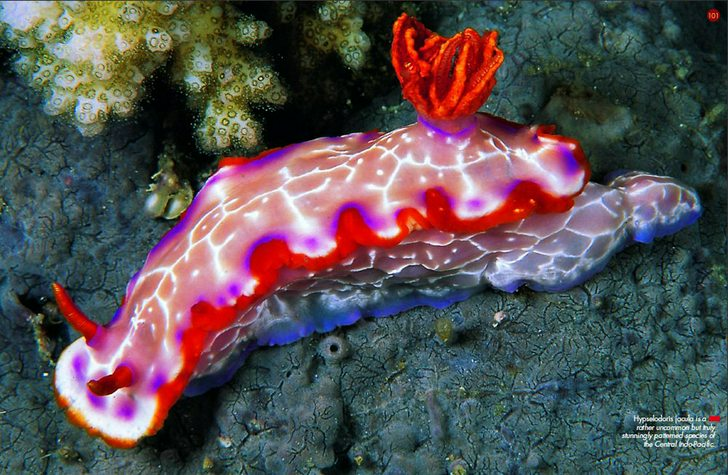 101
Hypselodoris jacula is a
rather uncommon but truly
stunningly patterned species of
the Central Indo-Pacific.